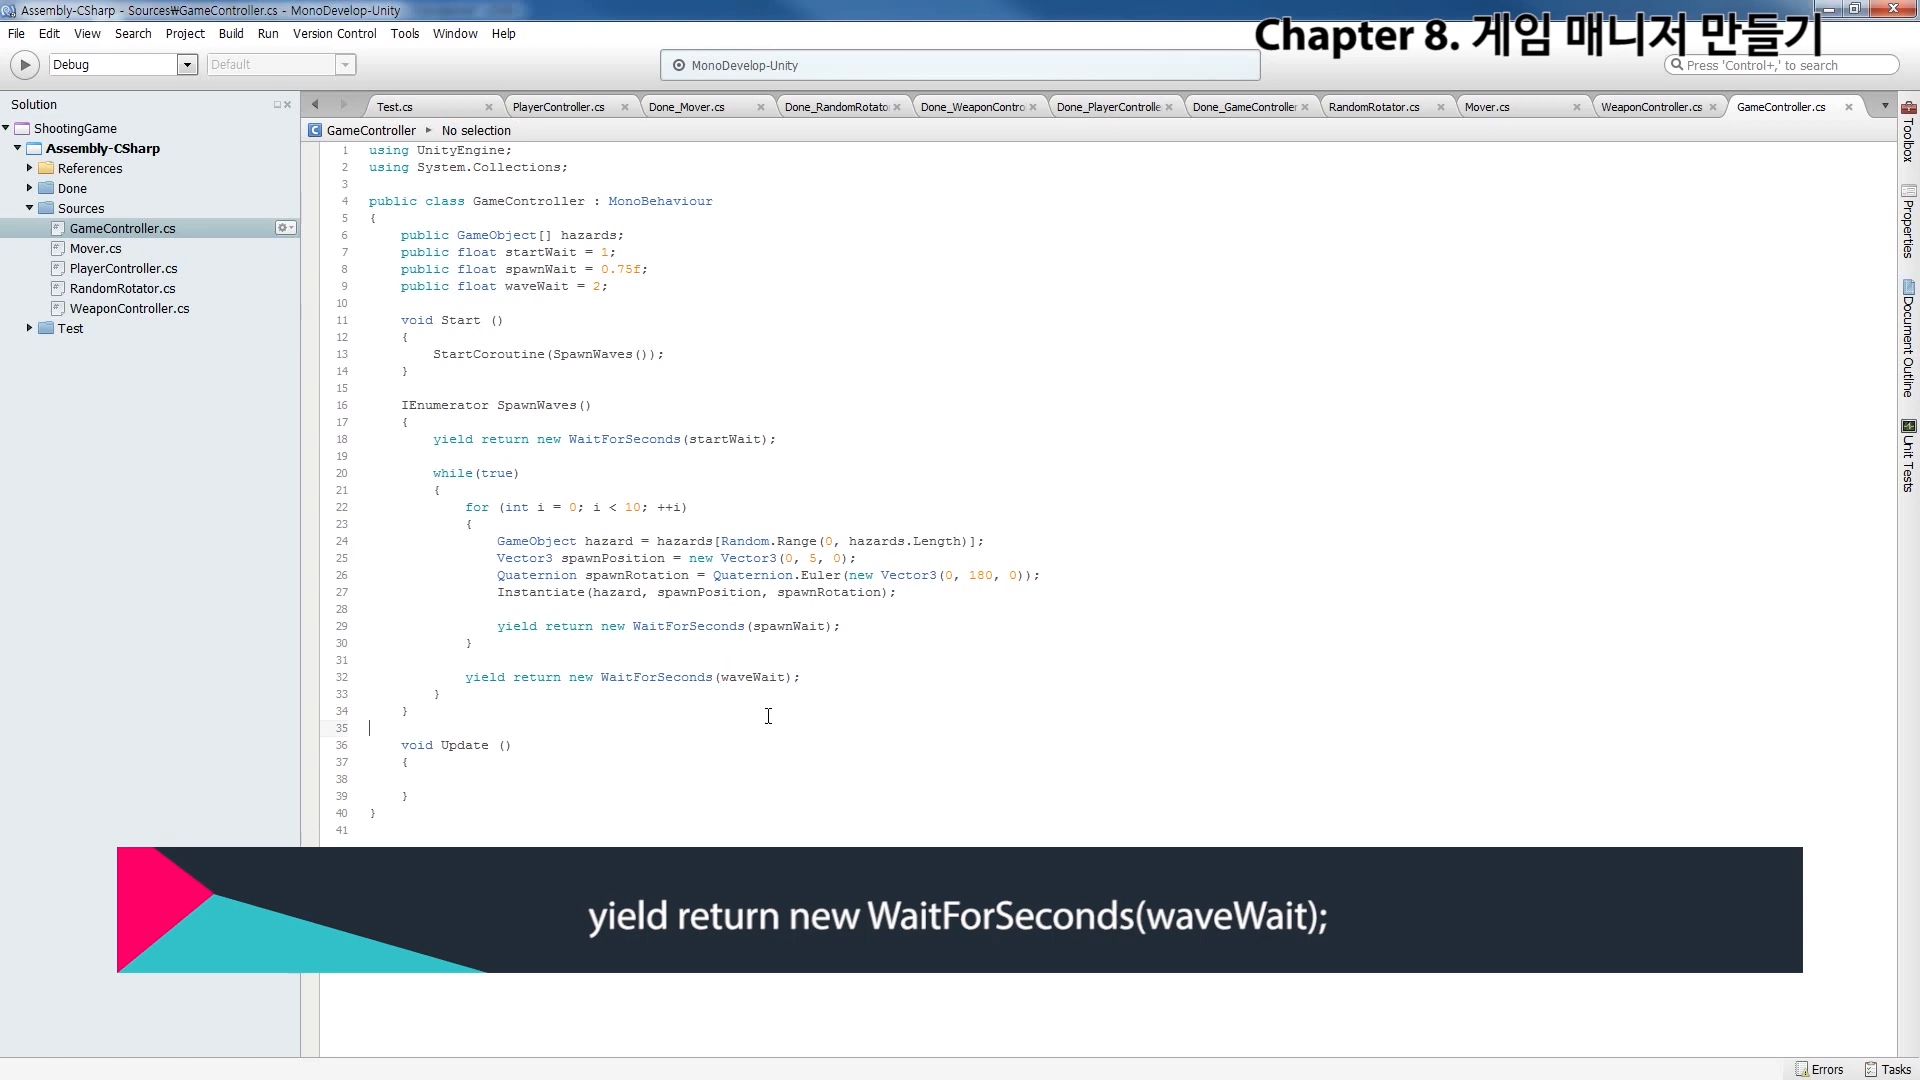 Assembly-CSharp - Sources₩GameController.cs - MonoDevelop-Unity
Chapter 8. 게임 매니저 만들기
File Edit View Search Project Build Run Version Control Tools Window Help
Debug Default MonoDevelop-Unity Press 'Control+,' to search
Solution
ShootingGame
Assembly-CSharp
References
Done
Sources
GameController.cs
Mover.cs
PlayerController.cs
RandomRotator.cs
WeaponController.cs
Test
Test.cs PlayerController.cs Done_Mover.cs Done_RandomRotato Done_WeaponContro Done_PlayerControlle Done_GameController RandomRotator.cs Mover.cs WeaponController.cs GameController.cs
GameController No selection
1 using UnityEngine;
2 using System.Collections;
3
4 public class GameController : MonoBehaviour
5 {
6 public GameObject[] hazards;
7 public float startWait = 1;
8 public float spawnWait = 0.75f;
9 public float waveWait = 2;
10
11 void Start ()
12 {
13 StartCoroutine(SpawnWaves());
14 }
15
16 IEnumerator SpawnWaves()
17 {
18 yield return new WaitForSeconds(startWait);
19
20 while(true)
21 {
22 for (int i = 0; i < 10; ++i)
23 {
24 GameObject hazard = hazards[Random.Range(0, hazards.Length)];
25 Vector3 spawnPosition = new Vector3(0, 5, 0);
26 Quaternion spawnRotation = Quaternion.Euler(new Vector3(0, 180, 0));
27 Instantiate(hazard, spawnPosition, spawnRotation);
28
29 yield return new WaitForSeconds(spawnWait);
30 }
31
32 yield return new WaitForSeconds(waveWait);
33 }
34 }
35
36 void Update ()
37 {
38
39 }
40 }
41
Toolbox
Properties
Document Outline
Unit Tests
yield return new WaitForSeconds(waveWait);
Errors Tasks